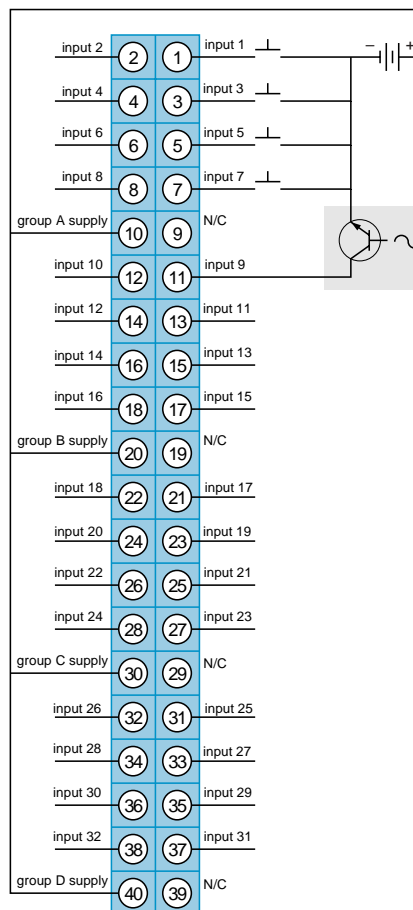 input 2 2 1 input 1 − +
input 4 4 3 input 3
input 6 6 5 input 5
input 8 8 7 input 7
group A supply 10 9 N/C
input 10 12 11 input 9
input 12 14 13 input 11
input 14 16 15 input 13
input 16 18 17 input 15
group B supply 20 19 N/C
input 18 22 21 input 17
input 20 24 23 input 19
input 22 26 25 input 21
input 24 28 27 input 23
group C supply 30 29 N/C
input 26 32 31 input 25
input 28 34 33 input 27
input 30 36 35 input 29
input 32 38 37 input 31
group D supply 40 39 N/C